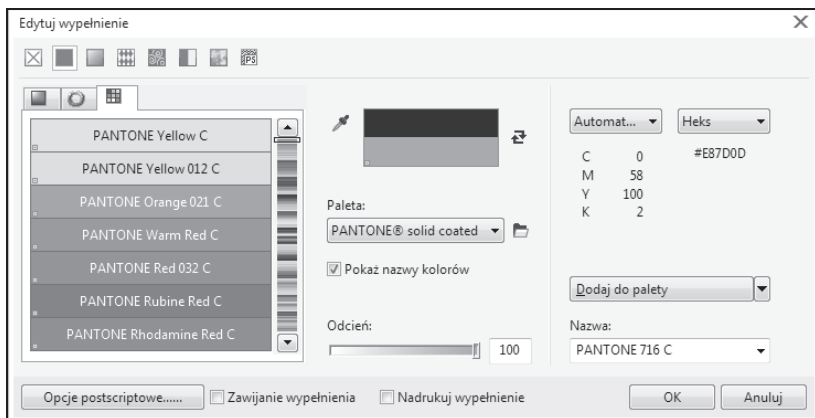 Edytuj wypełnienie
PS
PANTONE Yellow C
PANTONE Yellow 012 C
PANTONE Orange 021 C
PANTONE Warm Red C
PANTONE Red 032 C
PANTONE Rubine Red C
PANTONE Rhodamine Red C
Paleta:
PANTONE® solid coated
Pokaż nazwy kolorów
Odcień:
100
Automat...
Heks
C 0
M 58
Y 100
K 2
#E87D0D
Dodaj do palety
Nazwa:
PANTONE 716 C
Opcje postscriptowe......
Zawijanie wypełnienia
Nadrukuj wypełnienie
OK
Anuluj